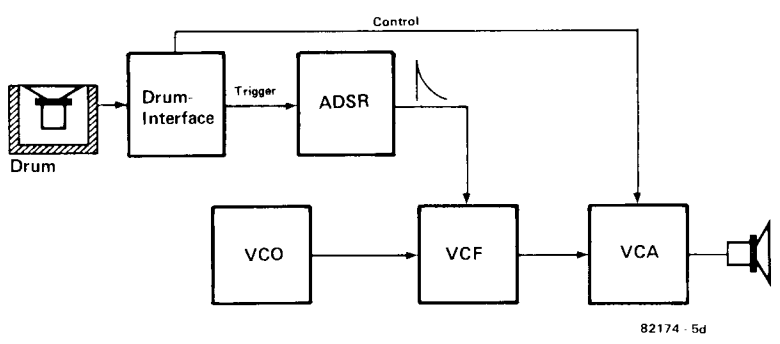 Control
Drum-
Interface
Trigger
ADSR
Drum
VCO
VCF
VCA
82174 - 5d